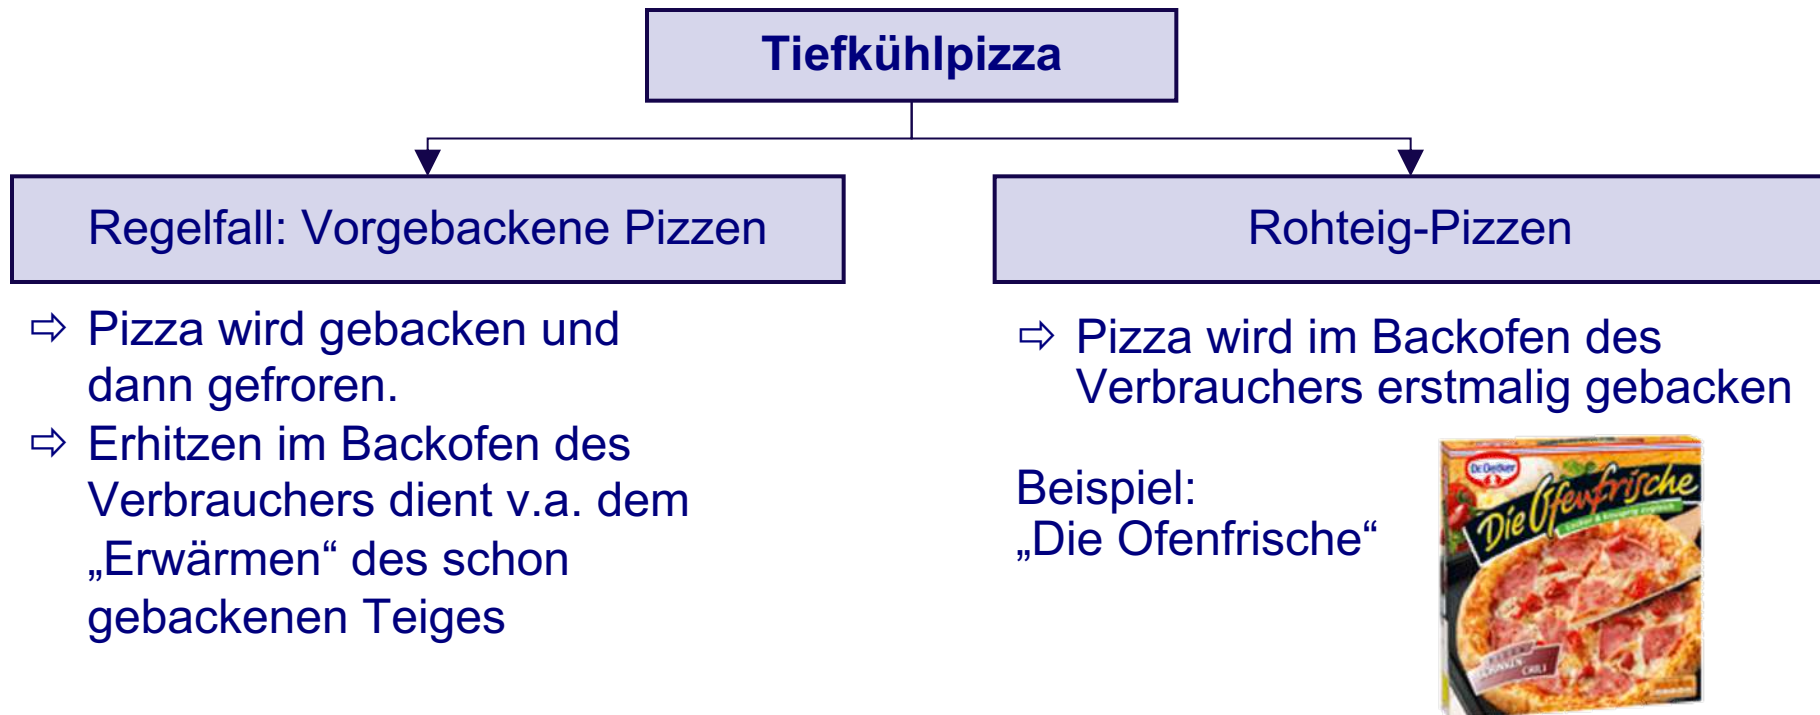 Tiefkühlpizza
Regelfall: Vorgebackene Pizzen
⇨ Pizza wird gebacken und
dann gefroren.
⇨ Erhitzen im Backofen des
Verbrauchers dient v.a. dem
„Erwärmen“ des schon
gebackenen Teiges
Rohteig-Pizzen
⇨ Pizza wird im Backofen des
Verbrauchers erstmalig gebacken
Beispiel:
„Die Ofenfrische“
Dr. Oetker
Die Ofenfrische
CHILI